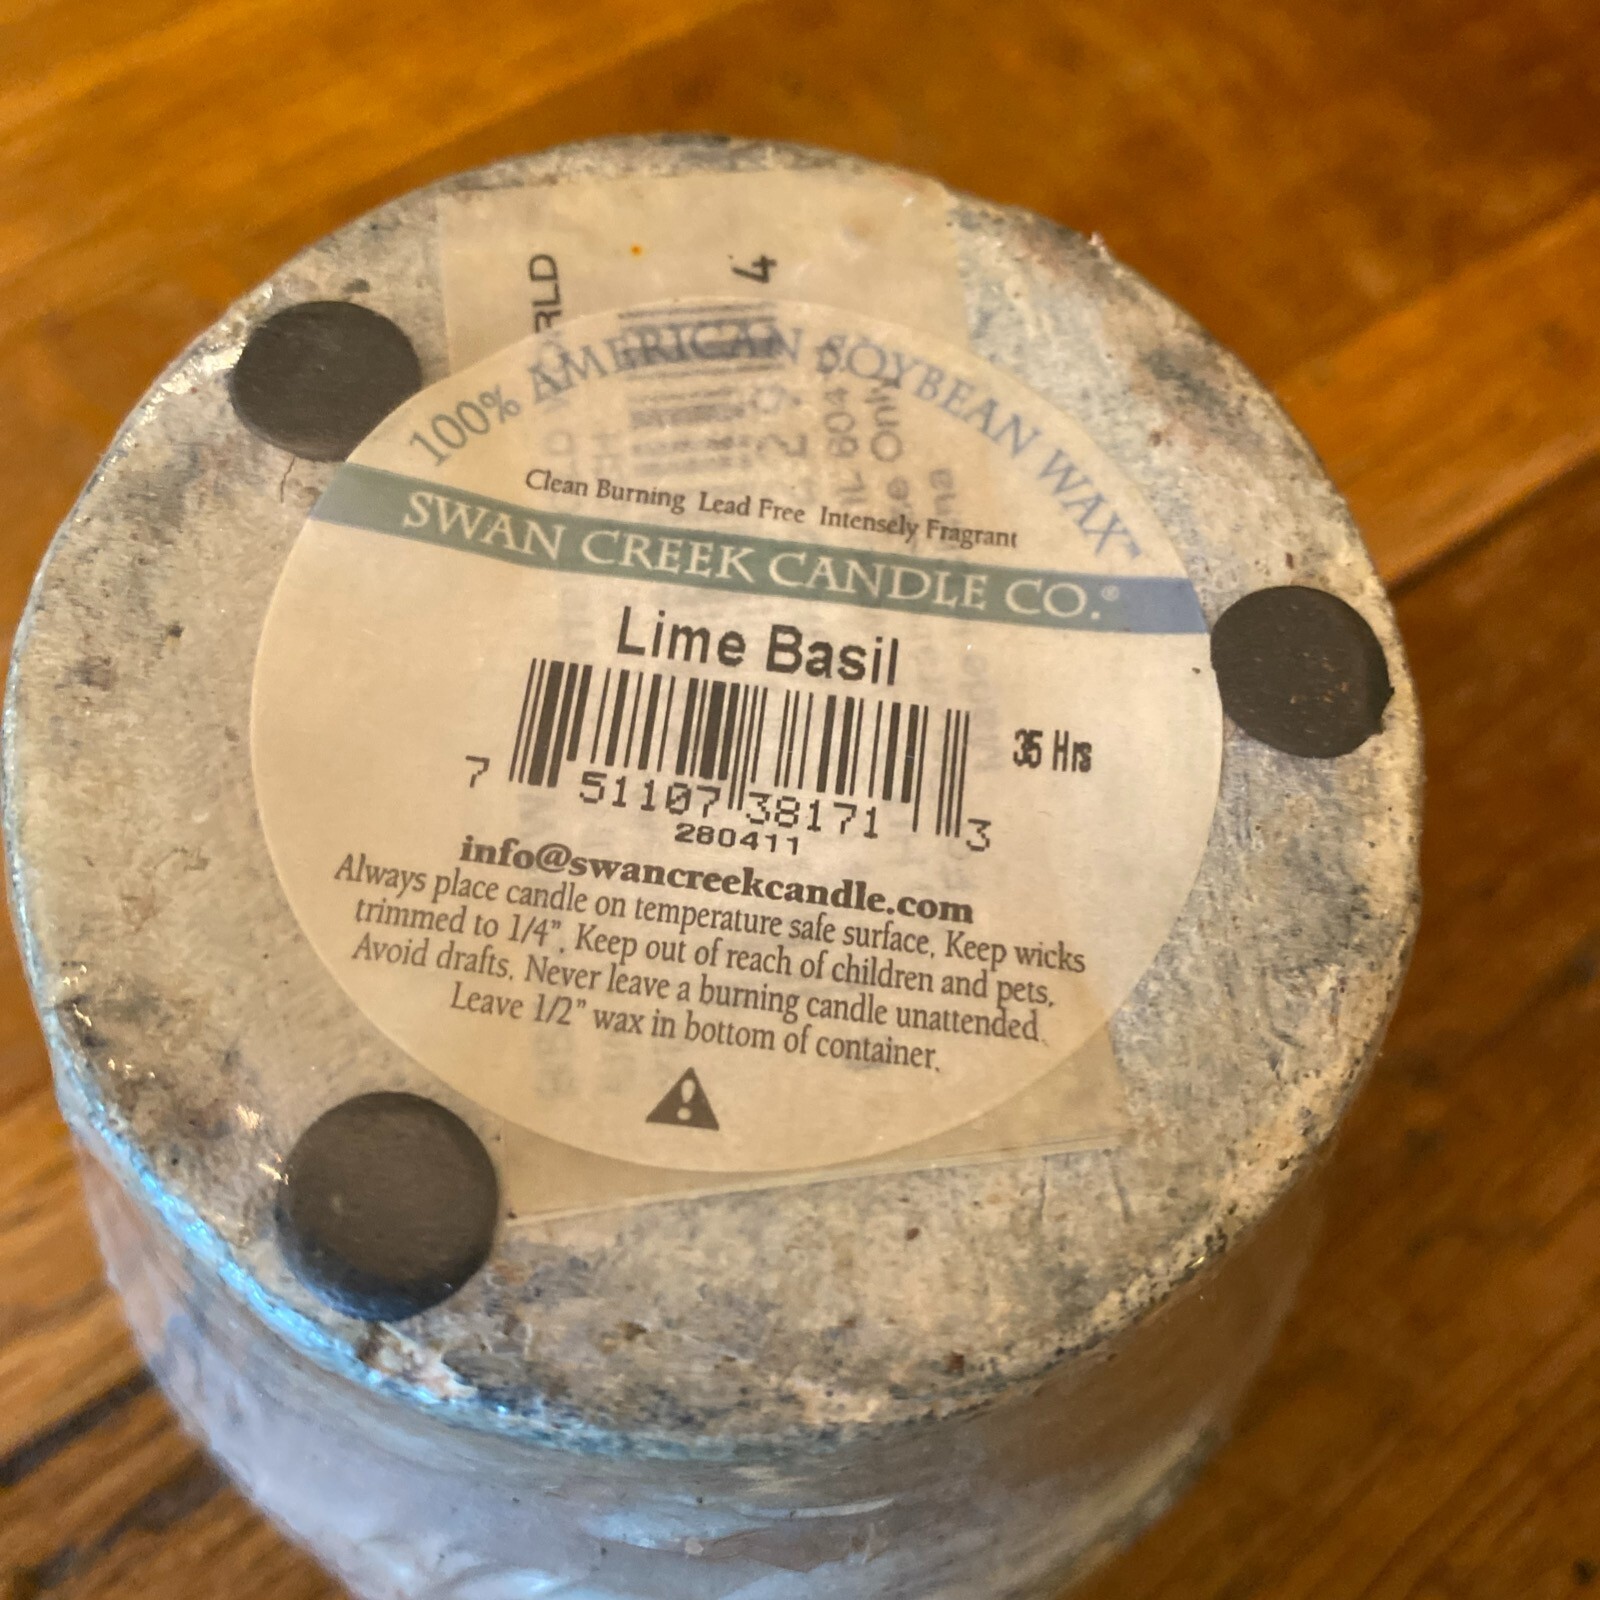 RLD
4
100% AMERICAN SOYBEAN WAX™
Clean Burning Lead Free Intensely Fragrant
SWAN CREEK CANDLE CO.®
Lime Basil
35 Hrs
7 51107 38171 3
280411
info@swancreekcandle.com
Always place candle on temperature safe surface. Keep wicks
trimmed to 1/4”. Keep out of reach of children and pets.
Avoid drafts. Never leave a burning candle unattended.
Leave 1/2” wax in bottom of container.